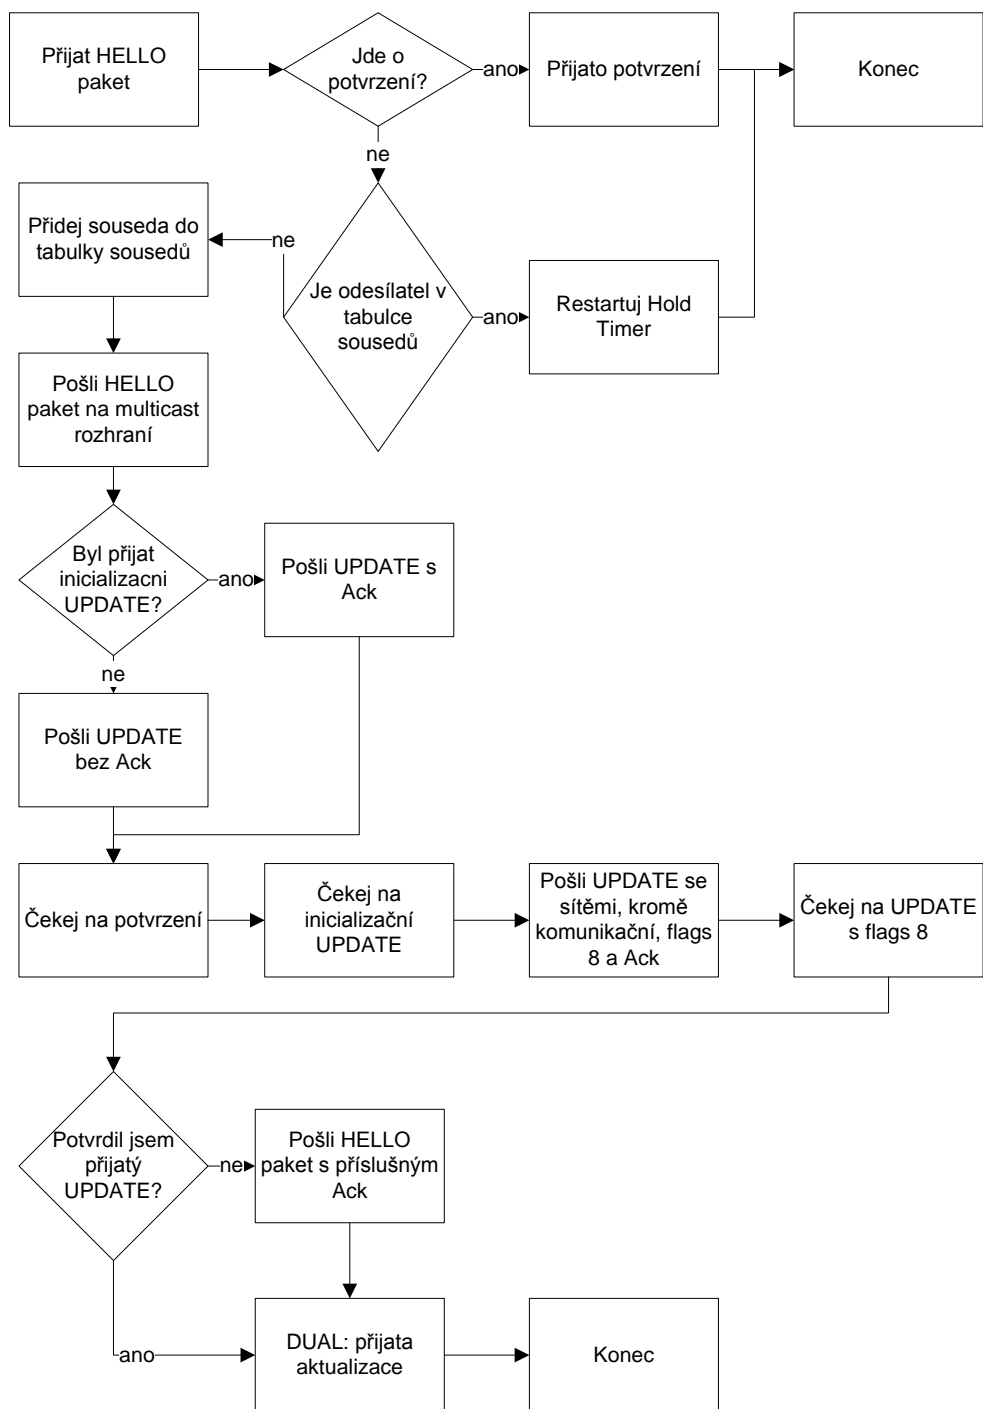 Přijat HELLO
paket
Jde o
potvrzení?
ano
Přijato potvrzení
Konec
ne
Přidej souseda do
tabulky sousedů
ne
Je odesílatel v
tabulce
sousedů
ano
Restartuj Hold
Timer
Pošli HELLO
paket na multicast
rozhraní
Byl přijat
inicializacni
UPDATE?
ano
Pošli UPDATE s
Ack
ne
Pošli UPDATE
bez Ack
Čekej na potvrzení
Čekej na
inicializační
UPDATE
Pošli UPDATE se
sítěmi, kromě
komunikační, flags
8 a Ack
Čekej na UPDATE
s flags 8
Potvrdil jsem
přijatý
UPDATE?
ne
Pošli HELLO
paket s příslušným
Ack
ano
DUAL: přijata
aktualizace
Konec